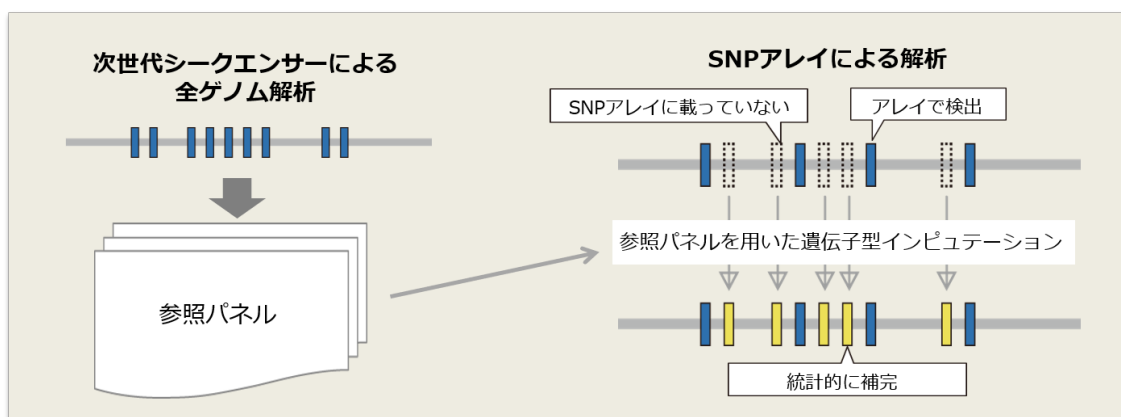 次世代シークエンサーによる
全ゲノム解析
参照パネル
SNPアレイによる解析
SNPアレイに載っていない
アレイで検出
参照パネルを用いた遺伝子型インピュテーション
統計的に補完